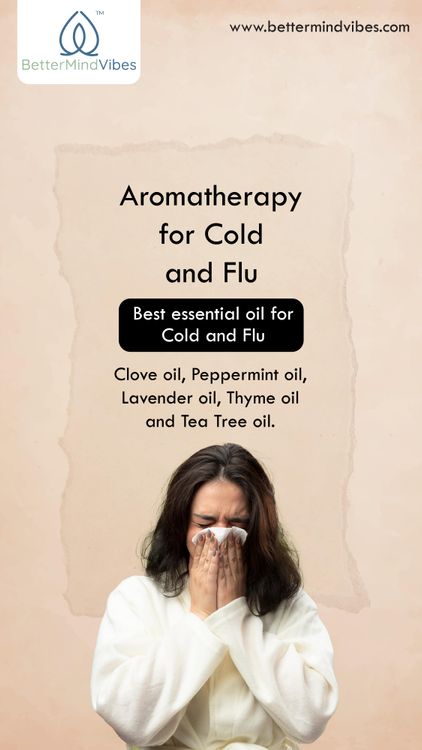 www.bettermindvibes.com
TM
BetterMindVibes
Aromatherapy
for Cold
and Flu
Best essential oil for
Cold and Flu
Clove oil, Peppermint oil,
Lavender oil, Thyme oil
and Tea Tree oil.